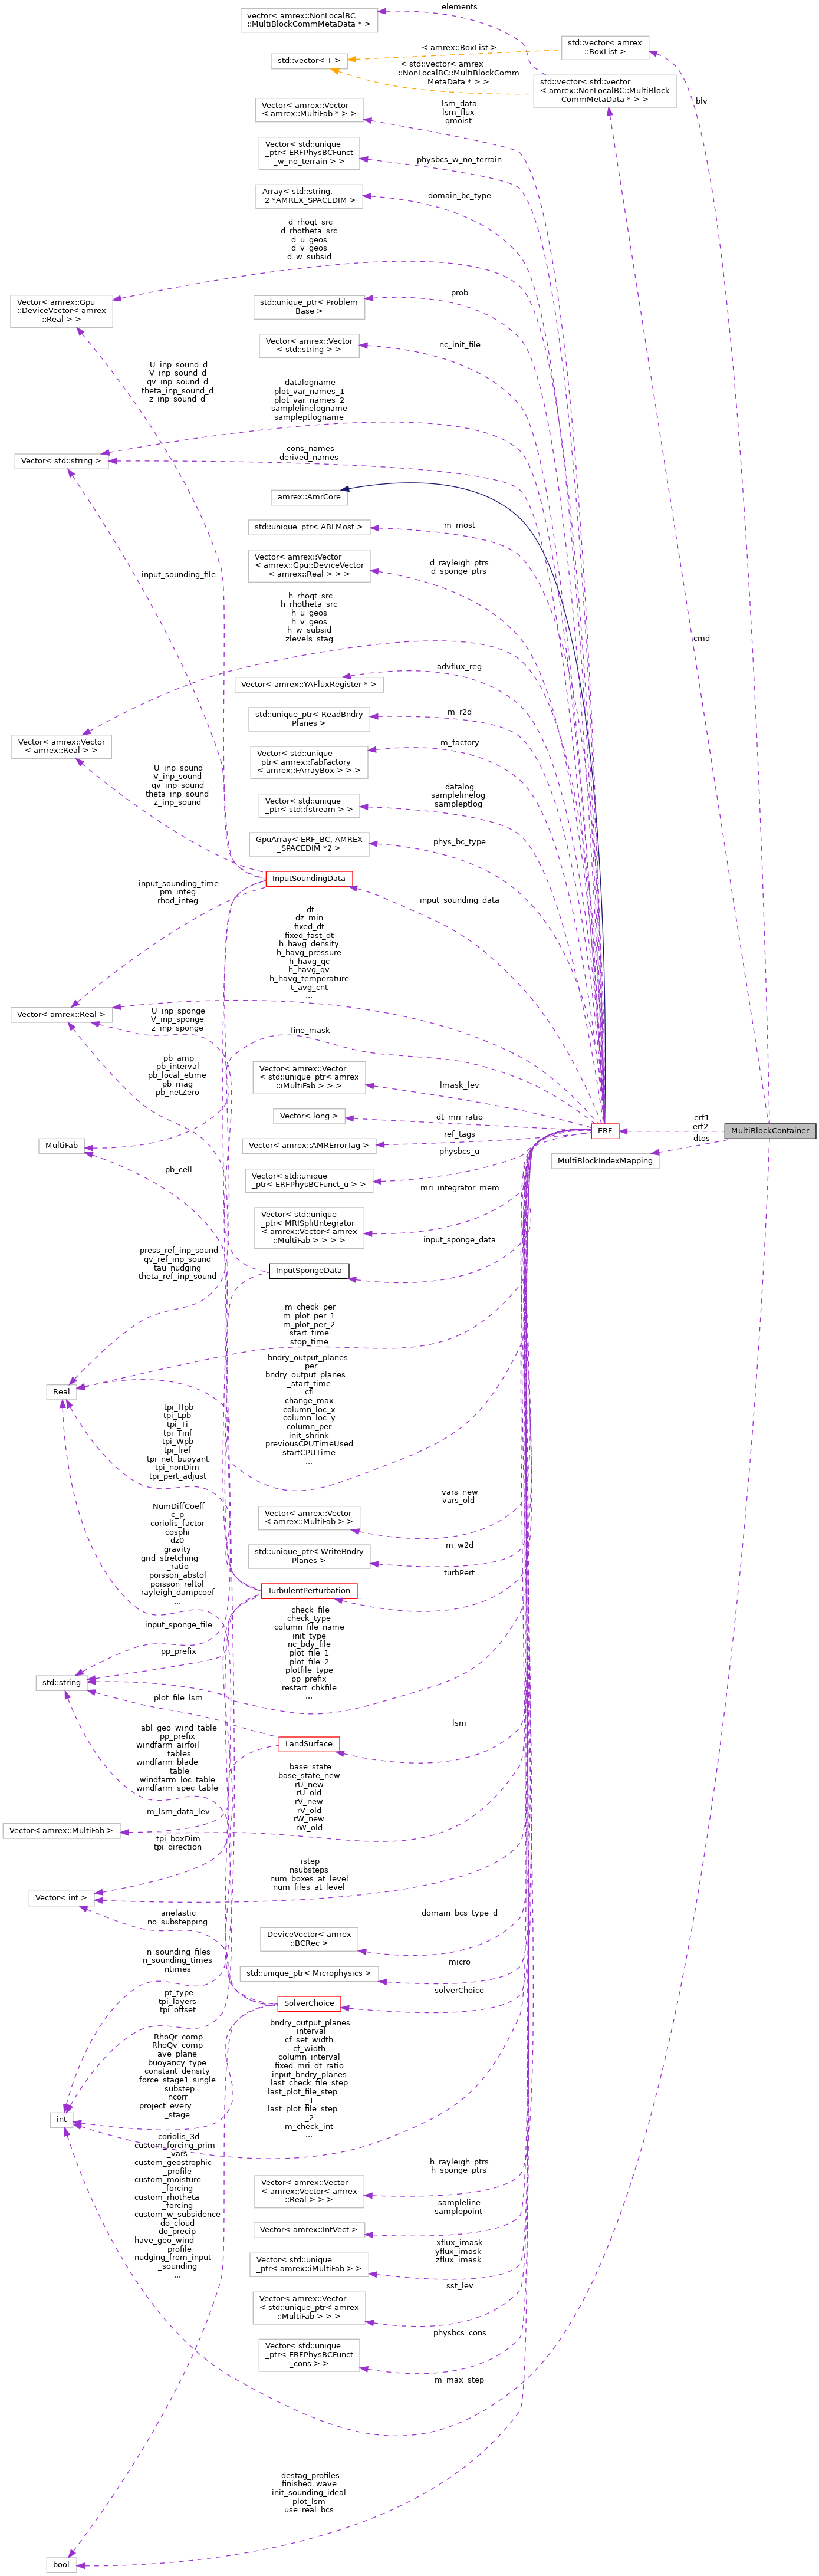 elements
vector< amrex::NonLocalBC
::MultiBlockCommMetaData * >
std::vector< amrex
::BoxList >
< amrex::BoxList >
std::vector< T >
< std::vector< amrex
::NonLocalBC::MultiBlockComm
MetaData * > >
std::vector< std::vector
< amrex::NonLocalBC::MultiBlock
CommMetaData * > >
blv
Vector< amrex::Vector
< amrex::MultiFab * > >
lsm_data
lsm_flux
qmoist
Vector< std::unique
_ptr< ERFPhysBCFunct
_w_no_terrain > >
physbcs_w_no_terrain
Array< std::string,
2 *AMREX_SPACEDIM >
domain_bc_type
d_rhoqt_src
d_rhotheta_src
d_u_geos
d_v_geos
d_w_subsid
Vector< amrex::Gpu
::DeviceVector< amrex
::Real > >
std::unique_ptr< Problem
Base >
prob
Vector< amrex::Vector
< std::string > >
nc_init_file
U_inp_sound_d
V_inp_sound_d
qv_inp_sound_d
theta_inp_sound_d
z_inp_sound_d
datalogname
plot_var_names_1
plot_var_names_2
samplelinelogname
sampleptlogname
Vector< std::string >
cons_names
derived_names
amrex::AmrCore
std::unique_ptr< ABLMost >
m_most
Vector< amrex::Vector
< amrex::Gpu::DeviceVector
< amrex::Real > > >
d_rayleigh_ptrs
d_sponge_ptrs
input_sounding_file
h_rhoqt_src
h_rhotheta_src
h_u_geos
h_v_geos
h_w_subsid
zlevels_stag
cmd
Vector< amrex::YAFluxRegister * >
advflux_reg
std::unique_ptr< ReadBndry
Planes >
m_r2d
Vector< amrex::Vector
< amrex::Real > >
Vector< std::unique
_ptr< amrex::FabFactory
< amrex::FArrayBox > > >
m_factory
U_inp_sound
V_inp_sound
qv_inp_sound
theta_inp_sound
z_inp_sound
Vector< std::unique
_ptr< std::fstream > >
datalog
samplelinelog
sampleptlog
GpuArray< ERF_BC, AMREX
_SPACEDIM *2 >
phys_bc_type
InputSoundingData
input_sounding_data
input_sounding_time
pm_integ
rhod_integ
dt
dz_min
fixed_dt
fixed_fast_dt
h_havg_density
h_havg_pressure
h_havg_qc
h_havg_qv
h_havg_temperature
t_avg_cnt
...
Vector< amrex::Real >
U_inp_sponge
V_inp_sponge
z_inp_sponge
fine_mask
pb_amp
pb_interval
pb_local_etime
pb_mag
pb_netZero
Vector< amrex::Vector
< std::unique_ptr< amrex
::iMultiFab > > >
lmask_lev
Vector< long >
dt_mri_ratio
ERF
erf1
erf2
MultiBlockContainer
dtos
MultiFab
Vector< amrex::AMRErrorTag >
ref_tags
MultiBlockIndexMapping
pb_cell
Vector< std::unique
_ptr< ERFPhysBCFunct_u > >
physbcs_u
Vector< std::unique
_ptr< MRISplitIntegrator
< amrex::Vector< amrex
::MultiFab > > > >
mri_integrator_mem
press_ref_inp_sound
qv_ref_inp_sound
tau_nudging
theta_ref_inp_sound
InputSpongeData
input_sponge_data
m_check_per
m_plot_per_1
m_plot_per_2
start_time
stop_time
Real
bndry_output_planes
_per
bndry_output_planes
_start_time
cfl
change_max
column_loc_x
column_loc_y
column_per
init_shrink
previousCPUTimeUsed
startCPUTime
...
tpi_Hpb
tpi_Lpb
tpi_Ti
tpi_Tinf
tpi_Wpb
tpi_lref
tpi_net_buoyant
tpi_nonDim
tpi_pert_adjust
Vector< amrex::Vector
< amrex::MultiFab > >
vars_new
vars_old
NumDiffCoeff
c_p
coriolis_factor
cosphi
dz0
gravity
grid_stretching
_ratio
poisson_abstol
poisson_reltol
rayleigh_dampcoef
...
std::unique_ptr< WriteBndry
Planes >
m_w2d
TurbulentPerturbation
turbPert
input_sponge_file
check_file
check_type
column_file_name
init_type
nc_bdy_file
plot_file_1
plot_file_2
plotfile_type
pp_prefix
restart_chkfile
...
pp_prefix
std::string
plot_file_lsm
LandSurface
lsm
abl_geo_wind_table
pp_prefix
windfarm_airfoil
_tables
windfarm_blade
_table
windfarm_loc_table
windfarm_spec_table
base_state
base_state_new
rU_new
rU_old
rV_new
rV_old
rW_new
rW_old
m_lsm_data_lev
Vector< amrex::MultiFab >
tpi_boxDim
tpi_direction
istep
nsubsteps
num_boxes_at_level
num_files_at_level
Vector< int >
anelastic
no_substepping
DeviceVector< amrex
::BCRec >
domain_bcs_type_d
n_sounding_files
n_sounding_times
ntimes
std::unique_ptr< Microphysics >
micro
pt_type
tpi_layers
tpi_offset
SolverChoice
solverChoice
RhoQr_comp
RhoQv_comp
ave_plane
buoyancy_type
constant_density
force_stage1_single
_substep
ncorr
project_every
_stage
bndry_output_planes
_interval
cf_set_width
cf_width
column_interval
fixed_mri_dt_ratio
input_bndry_planes
last_check_file_step
last_plot_file_step
_1
last_plot_file_step
_2
m_check_int
...
int
coriolis_3d
custom_forcing_prim
_vars
custom_geostrophic
_profile
custom_moisture
_forcing
custom_rhotheta
_forcing
custom_w_subsidence
do_cloud
do_precip
have_geo_wind
_profile
nudging_from_input
_sounding
...
Vector< amrex::Vector
< amrex::Vector< amrex
::Real > > >
h_rayleigh_ptrs
h_sponge_ptrs
Vector< amrex::IntVect >
sampleline
samplepoint
Vector< std::unique
_ptr< amrex::iMultiFab > >
xflux_imask
yflux_imask
zflux_imask
Vector< amrex::Vector
< std::unique_ptr< amrex
::MultiFab > > >
sst_lev
Vector< std::unique
_ptr< ERFPhysBCFunct
_cons > >
physbcs_cons
m_max_step
destag_profiles
finished_wave
init_sounding_ideal
plot_lsm
use_real_bcs
bool